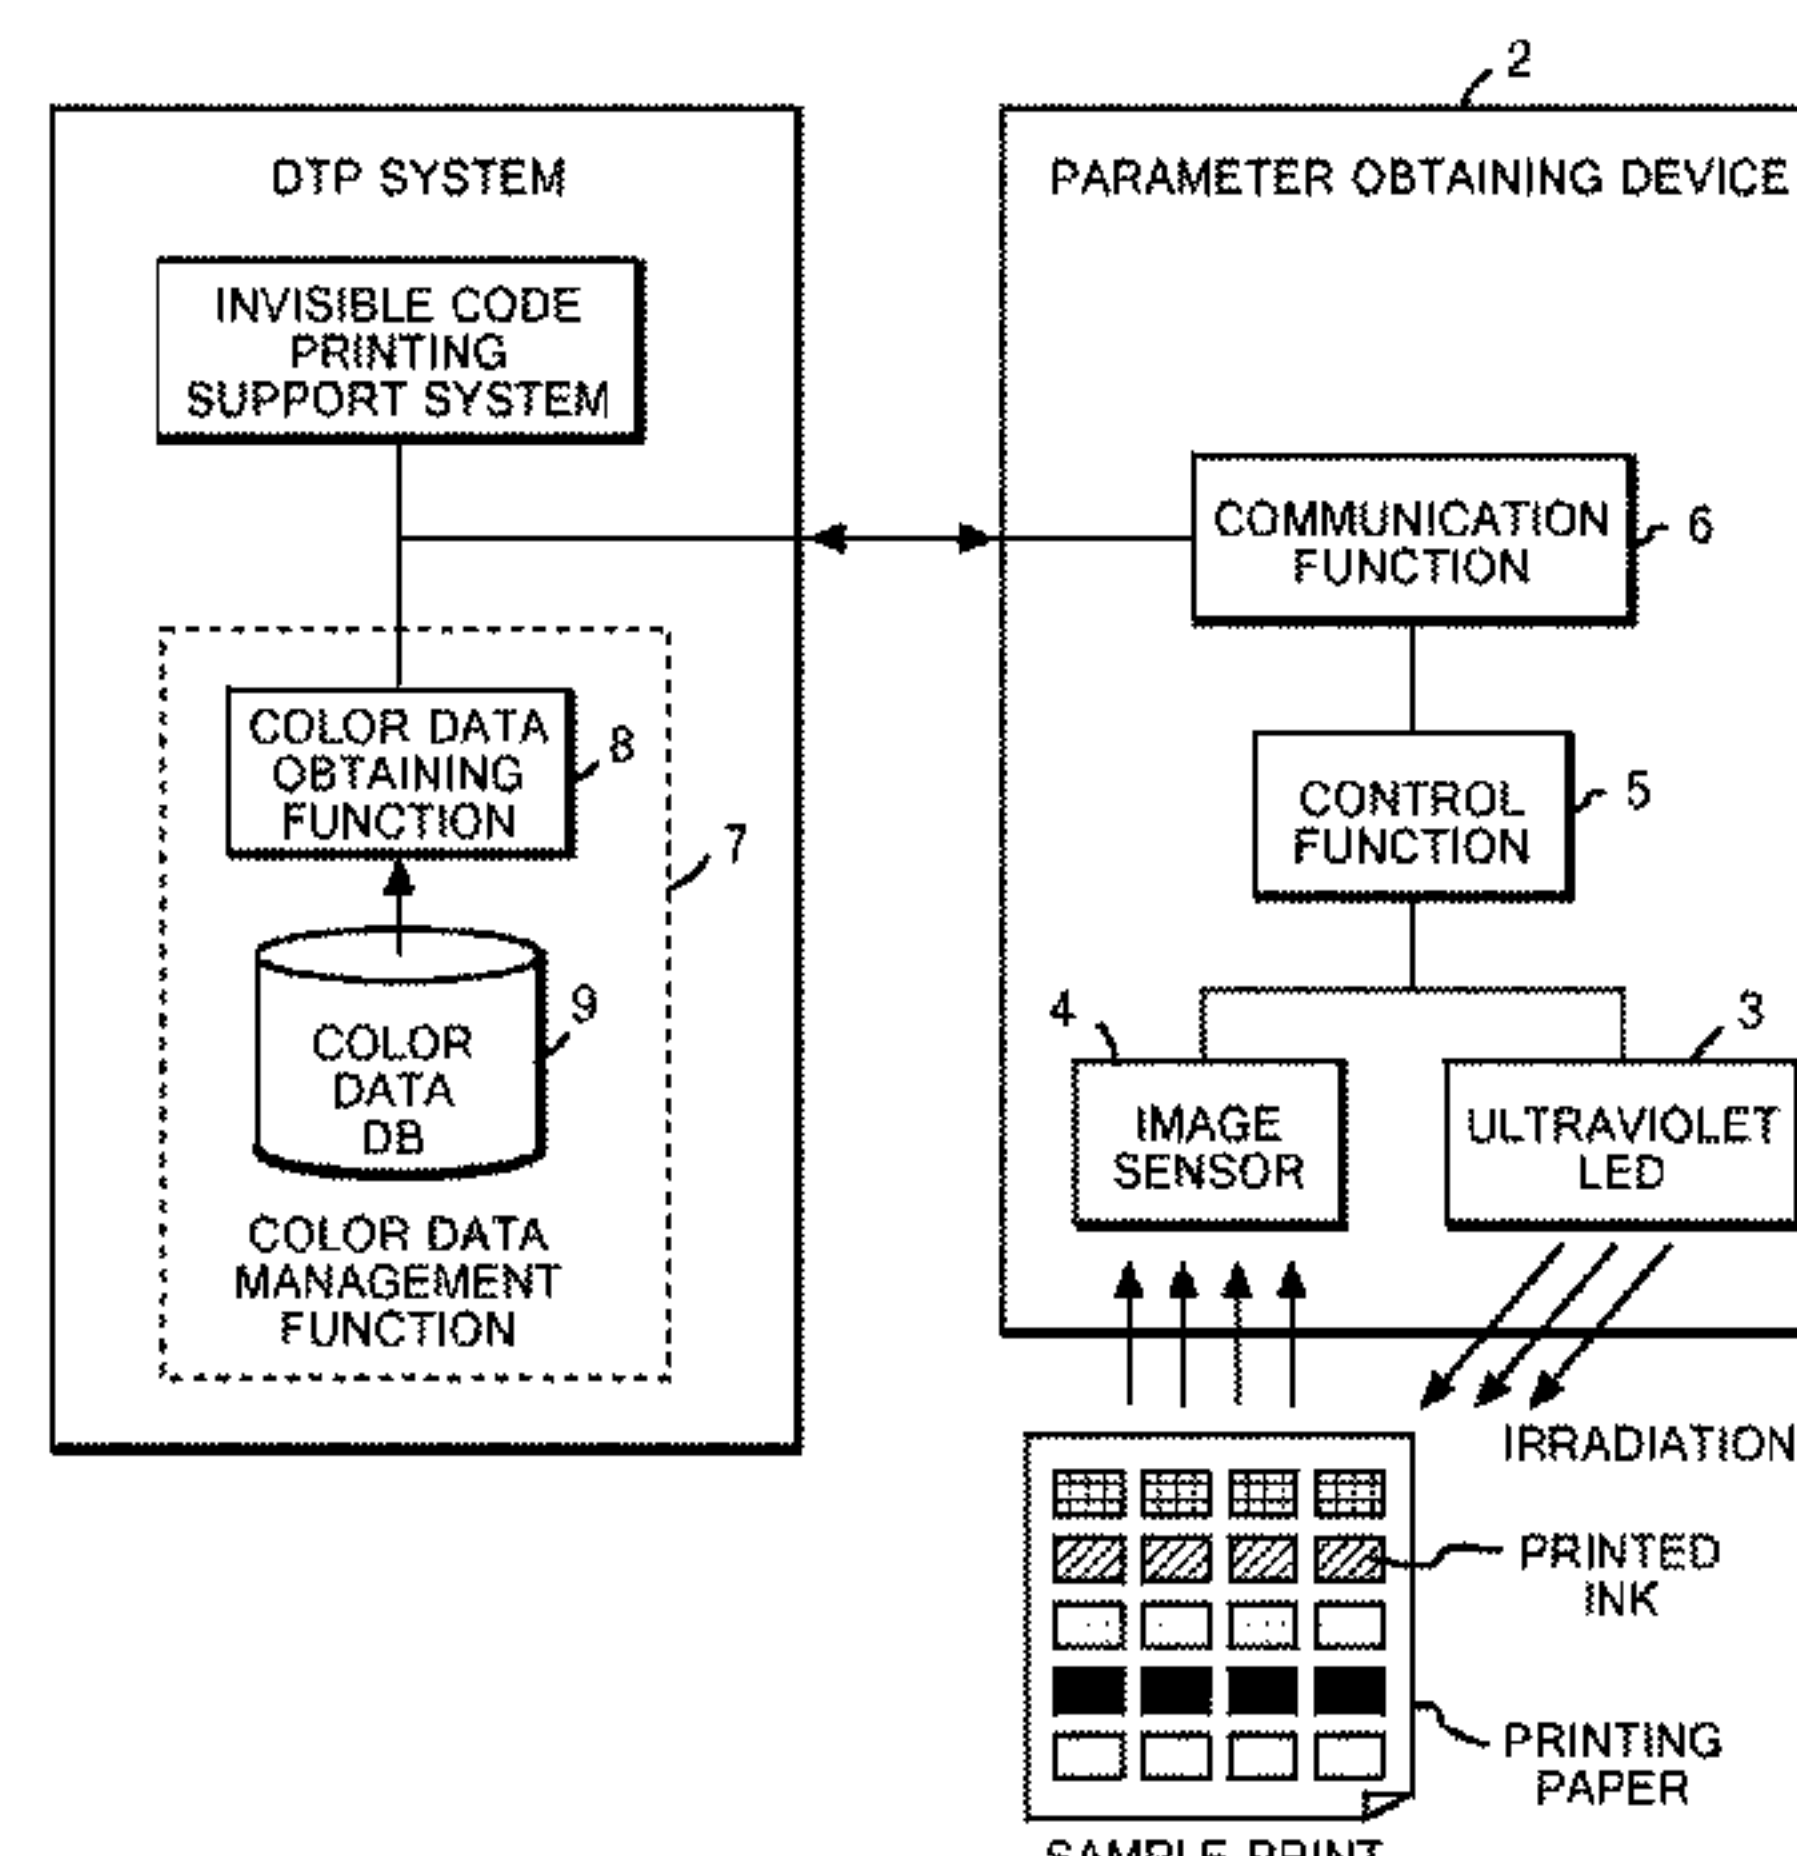 2
DTP SYSTEM
PARAMETER OBTAINING DEVICE
INVISIBLE CODE
PRINTING
SUPPORT SYSTEM
COMMUNICATION
FUNCTION
6
COLOR DATA
OBTAINING
FUNCTION
8
CONTROL
FUNCTION
5
7
COLOR
DATA
DB
9
4
3
IMAGE
SENSOR
ULTRAVIOLET
LED
COLOR DATA
MANAGEMENT
FUNCTION
IRRADIATION
PRINTED
INK
PRINTING
PAPER
SAMPLE PRINT